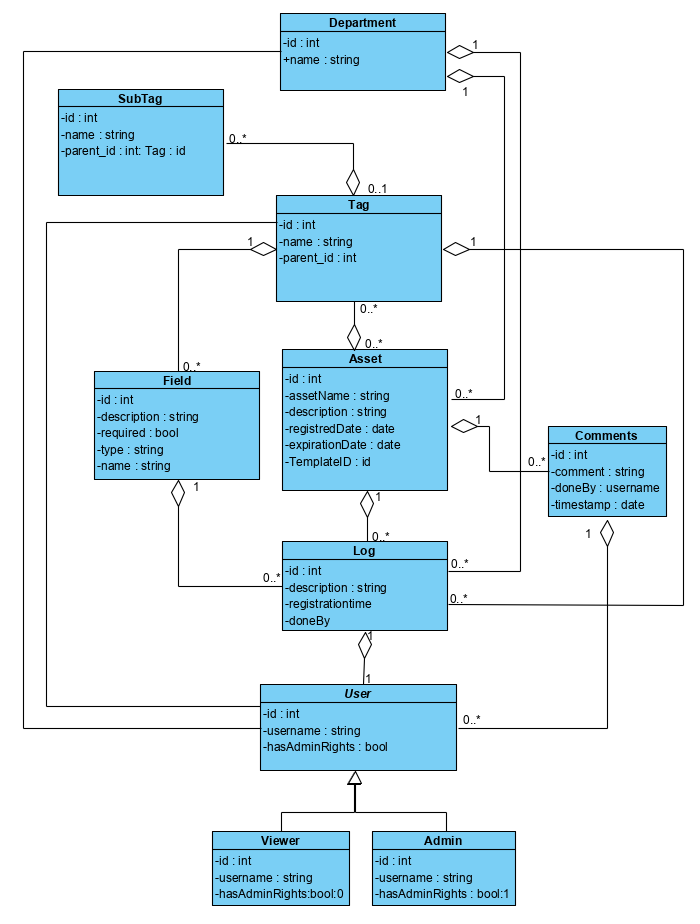 Department
-id : int
+name : string
1
1
SubTag
-id : int
-name : string
-parent_id : int: Tag : id
0..*
0..1
Tag
-id : int
-name : string
-parent_id : int
1
1
0..*
0..*
0..*
Asset
-id : int
-assetName : string
-description : string
-registredDate : date
-expirationDate : date
-TemplateID : id
0..*
1
Field
-id : int
-description : string
-required : bool
-type : string
-name : string
1
0..*
Comments
-id : int
-comment : string
-doneBy : username
-timestamp : date
0..*
1
1
0..*
Log
-id : int
-description : string
-registrationtime
-doneBy
0..*
0..*
1
1
User
-id : int
-username : string
-hasAdminRights : bool
0..*
Viewer
-id : int
-username : string
-hasAdminRights:bool:0
Admin
-id : int
-username : string
-hasAdminRights : bool:1